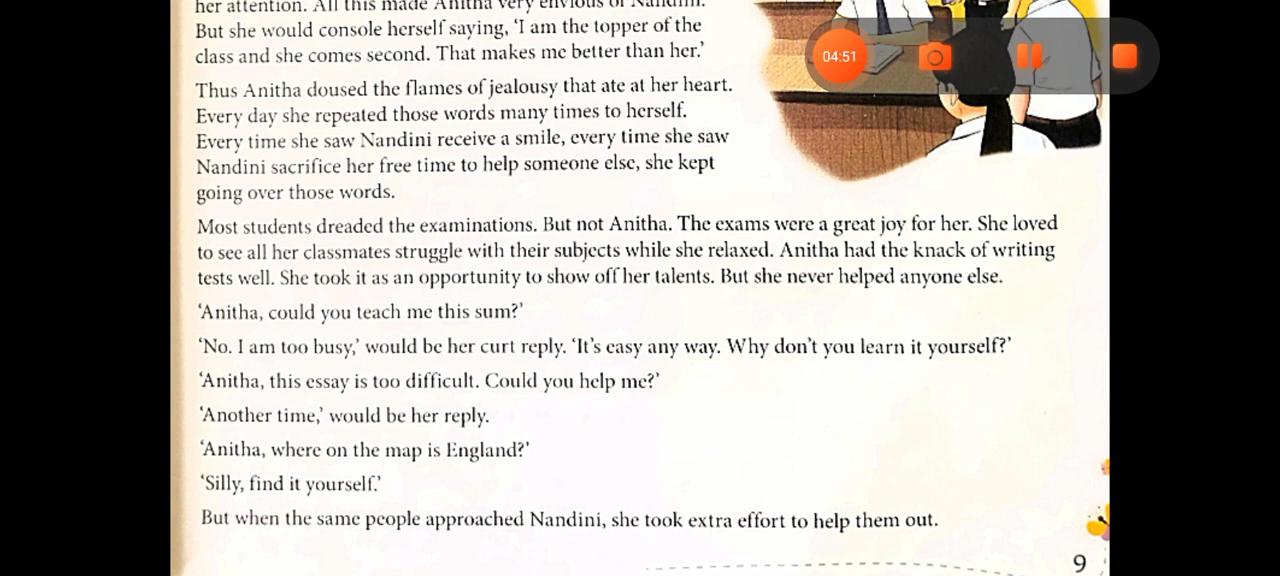 her attention. All this made Anitha very envious of Nandini.
But she would console herself saying, ‘I am the topper of the
class and she comes second. That makes me better than her.’
Thus Anitha doused the flames of jealousy that ate at her heart.
Every day she repeated those words many times to herself.
Every time she saw Nandini receive a smile, every time she saw
Nandini sacrifice her free time to help someone else, she kept
going over those words.
Most students dreaded the examinations. But not Anitha. The exams were a great joy for her. She loved
to see all her classmates struggle with their subjects while she relaxed. Anitha had the knack of writing
tests well. She took it as an opportunity to show off her talents. But she never helped anyone else.
‘Anitha, could you teach me this sum?’
‘No. I am too busy,’ would be her curt reply. ‘It’s easy any way. Why don’t you learn it yourself?’
‘Anitha, this essay is too difficult. Could you help me?’
‘Another time,’ would be her reply.
‘Anitha, where on the map is England?’
‘Silly, find it yourself.’
But when the same people approached Nandini, she took extra effort to help them out.
9
04:51